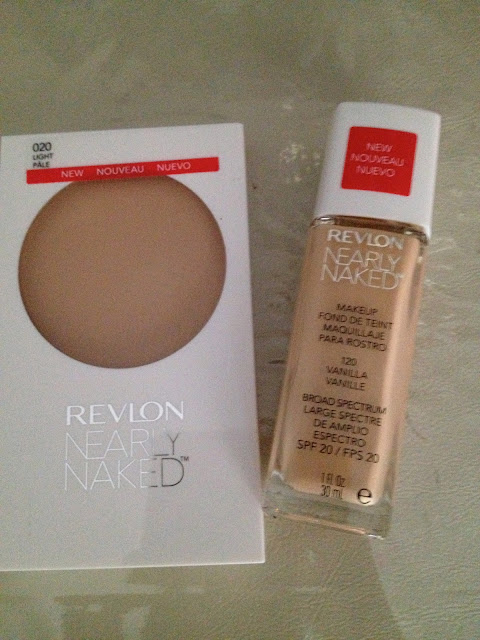 020
LIGHT
PÂLE
NEW NOUVEAU NUEVO
REVLON
NEARLY
NAKED™
NEW
NOUVEAU
NUEVO
REVLON
NEARLY
NAKED™
MAKEUP
FOND DE TEINT
MAQUILLAJE
PARA ROSTRO
120
VANILLA
VANILLE
BROAD SPECTRUM
LARGE SPECTRE
DE AMPLIO
ESPECTRO
SPF 20 / FPS 20
1 Fl Oz
30 mL ℮